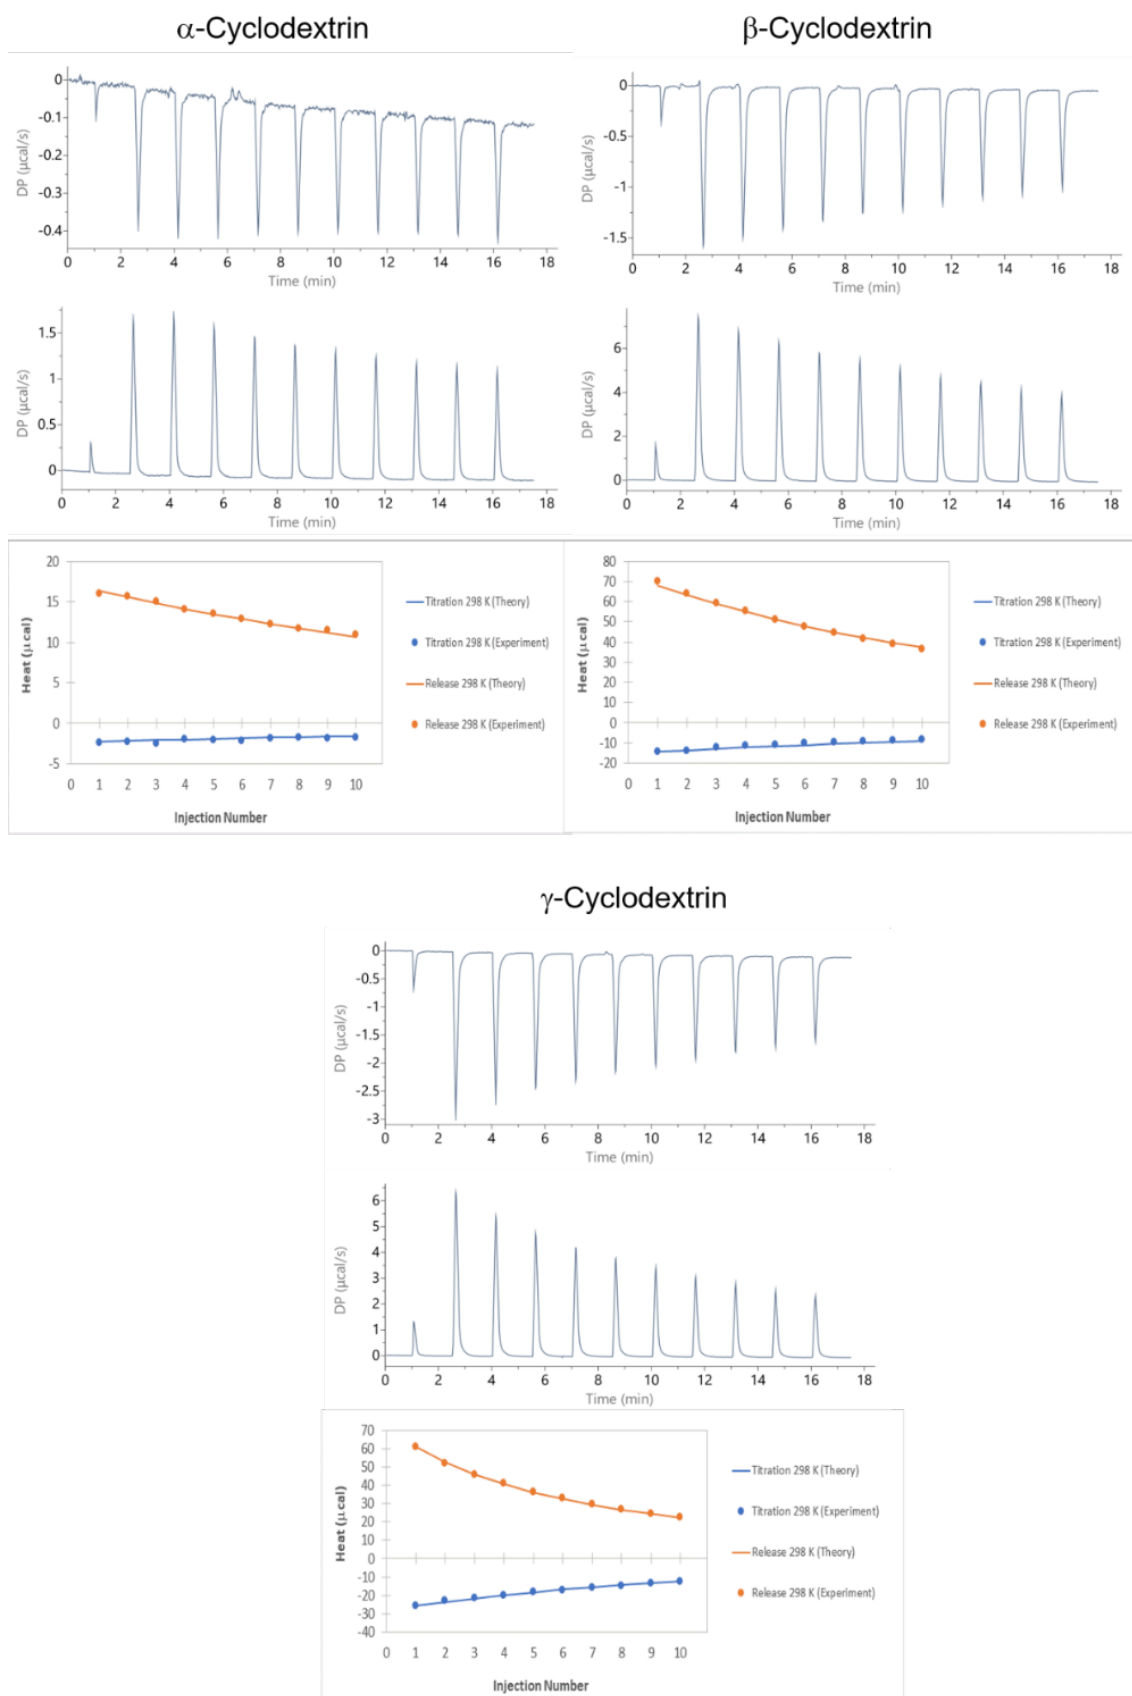 α-Cyclodextrin
0
-0.1
-0.2
-0.3
-0.4
DP (µcal/s)
0 2 4 6 8 10 12 14 16 18
Time (min)
1.5
1
0.5
0
DP (µcal/s)
0 2 4 6 8 10 12 14 16 18
Time (min)
20
15
10
5
0
-5
Heat (µcal)
0 1 2 3 4 5 6 7 8 9 10
Injection Number
Titration 298 K (Theory)
Titration 298 K (Experiment)
Release 298 K (Theory)
Release 298 K (Experiment)
β-Cyclodextrin
0
-0.5
-1
-1.5
DP (µcal/s)
0 2 4 6 8 10 12 14 16 18
Time (min)
6
4
2
0
DP (µcal/s)
0 2 4 6 8 10 12 14 16 18
Time (min)
80
70
60
50
40
30
20
10
0
-10
-20
Heat (µcal)
0 1 2 3 4 5 6 7 8 9 10
Injection Number
Titration 298 K (Theory)
Titration 298 K (Experiment)
Release 298 K (Theory)
Release 298 K (Experiment)
γ-Cyclodextrin
0
-0.5
-1
-1.5
-2
-2.5
-3
DP (µcal/s)
0 2 4 6 8 10 12 14 16 18
Time (min)
6
5
4
3
2
1
0
DP (µcal/s)
0 2 4 6 8 10 12 14 16 18
Time (min)
70
60
50
40
30
20
10
0
-10
-20
-30
-40
Heat (µcal)
0 1 2 3 4 5 6 7 8 9 10
Injection Number
Titration 298 K (Theory)
Titration 298 K (Experiment)
Release 298 K (Theory)
Release 298 K (Experiment)